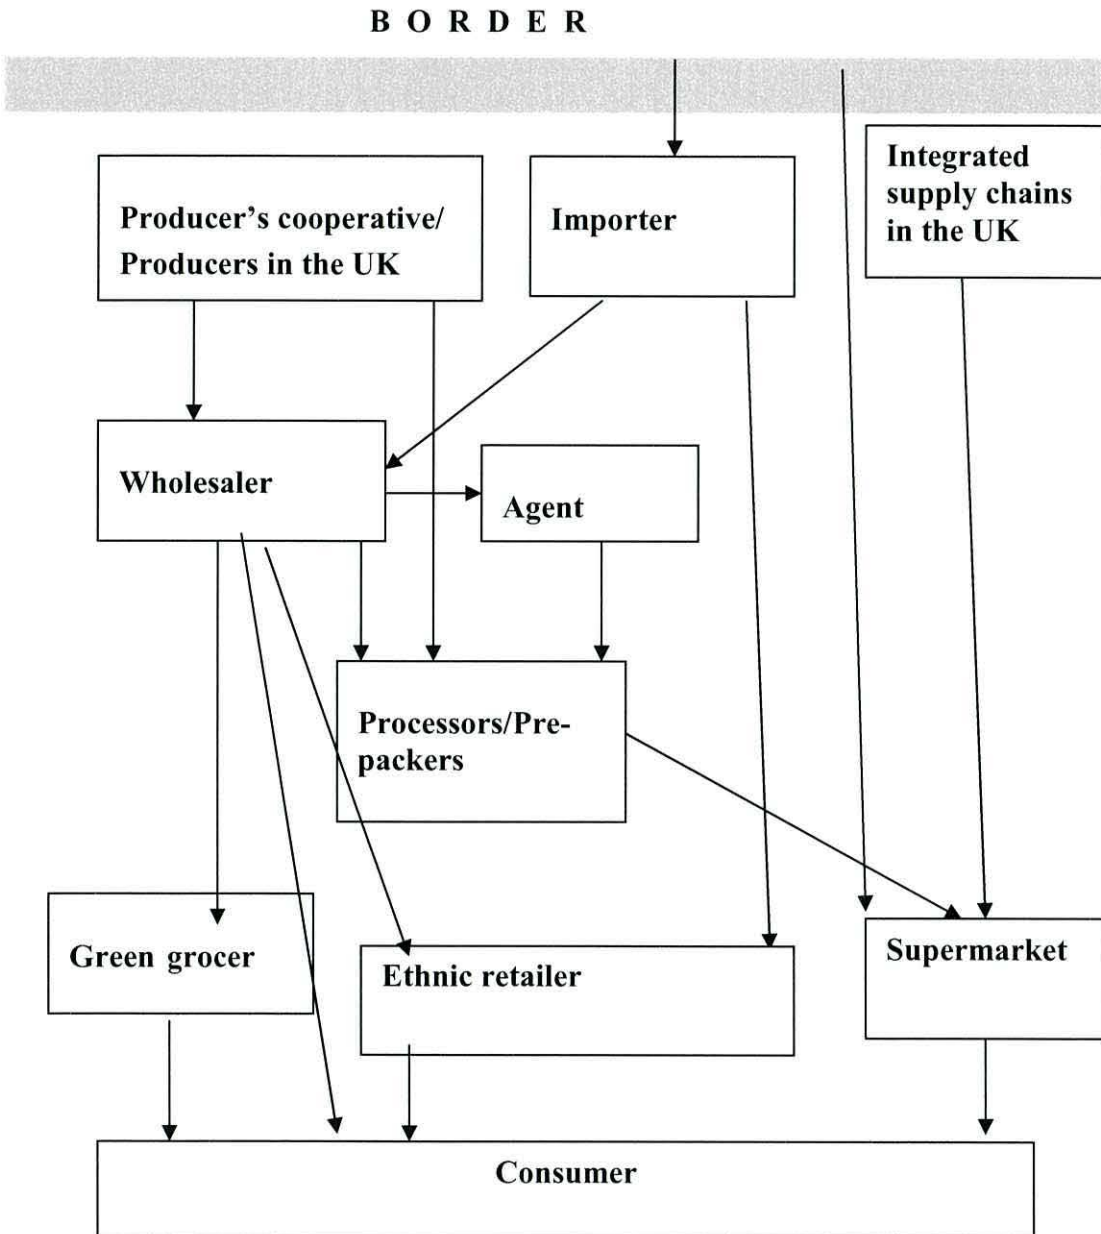 B O R D E R
Producer’s cooperative/
Producers in the UK
Importer
Integrated
supply chains
in the UK
Wholesaler
Agent
Processors/Pre-
packers
Green grocer
Ethnic retailer
Supermarket
Consumer